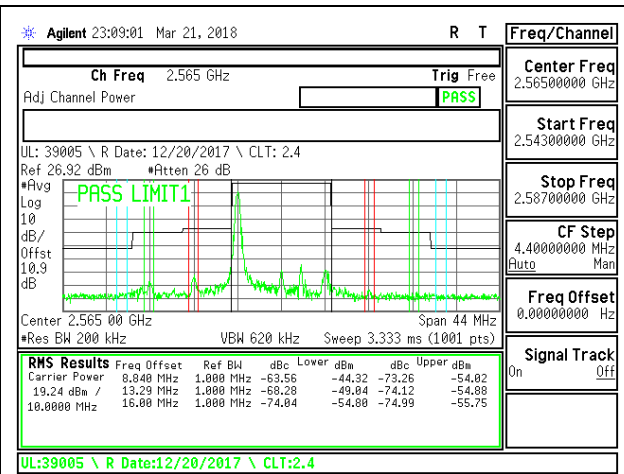 Agilent 23:09:01 Mar 21, 2018 R T
Freq/Channel
Ch Freq 2.565 GHz Trig Free
Adj Channel Power PASS
UL: 39005 \ R Date: 12/20/2017 \ CLT: 2.4
Ref 26.92 dBm #Atten 26 dB
#Avg
Log
10
dB/
Offst
10.9
dB
PASS LIMIT1
Center 2.565 00 GHz Span 44 MHz
#Res BW 200 kHz VBW 620 kHz Sweep 3.333 ms (1001 pts)
RMS Results Freq Offset Ref BW dBc Lower dBm dBc Upper dBm
Carrier Power 8.840 MHz 1.000 MHz -63.56 -44.32 -73.26 -54.02
19.24 dBm / 13.29 MHz 1.000 MHz -68.28 -49.04 -74.12 -54.88
10.0000 MHz 16.00 MHz 1.000 MHz -74.04 -54.80 -74.99 -55.75
UL:39005 \ R Date:12/20/2017 \ CLT:2.4
Center Freq
2.56500000 GHz
Start Freq
2.54300000 GHz
Stop Freq
2.58700000 GHz
CF Step
4.40000000 MHz
Auto Man
Freq Offset
0.00000000 Hz
Signal Track
On Off